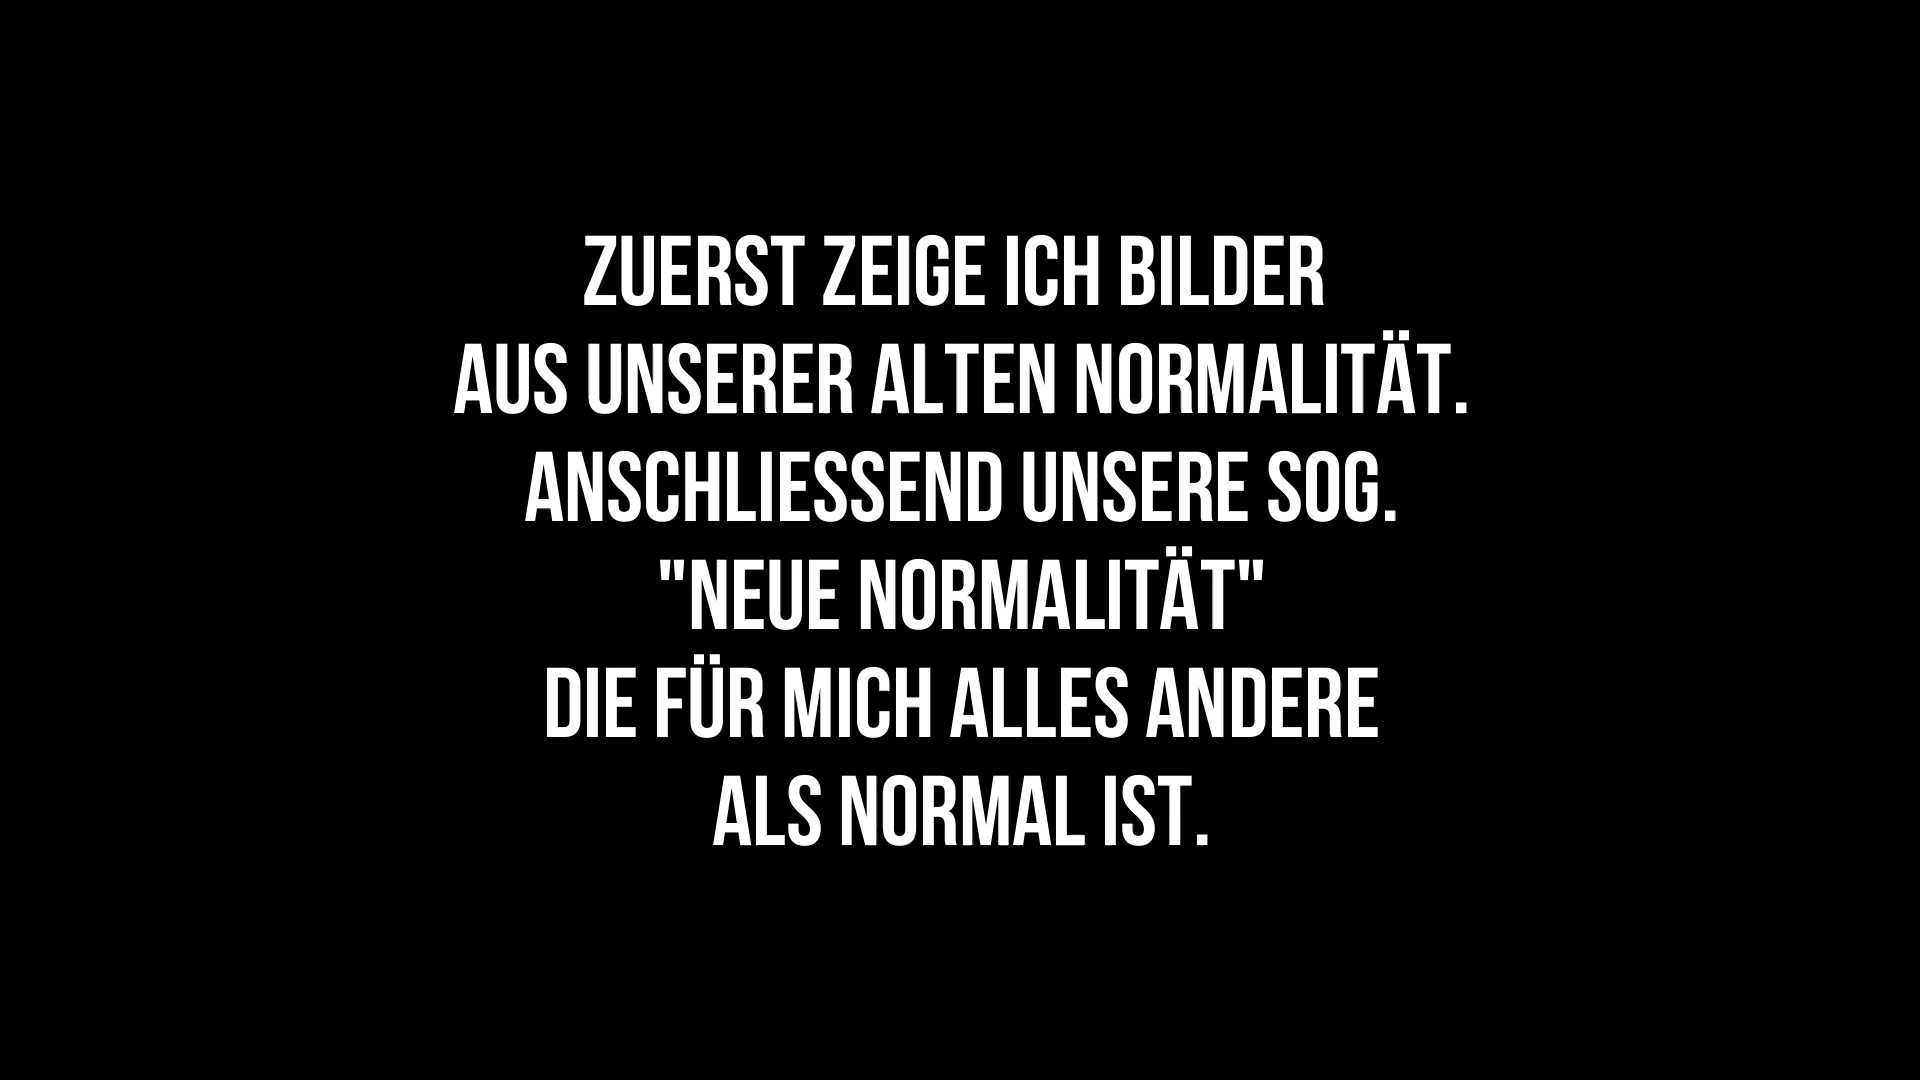 ZUERST ZEIGE ICH BILDER
AUS UNSERER ALTEN NORMALITÄT.
ANSCHLIESSEND UNSERE SOG.
"NEUE NORMALITÄT"
DIE FÜR MICH ALLES ANDERE
ALS NORMAL IST.